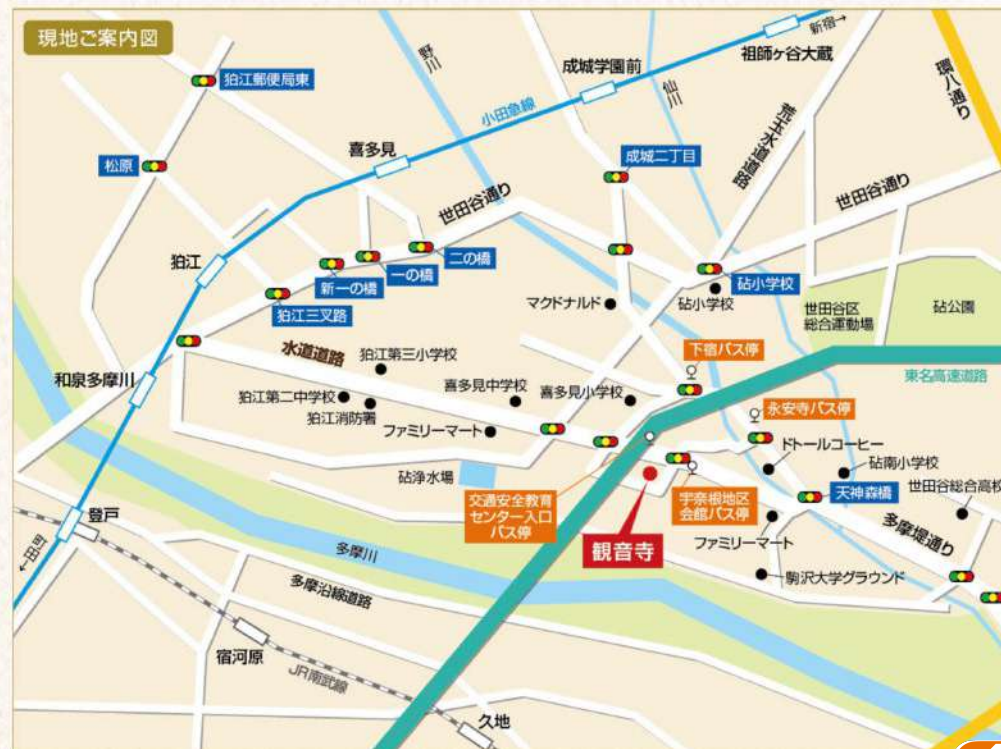 現地ご案内図
新宿→
祖師ヶ谷大蔵
成城学園前
野川
仙川
環八通り
狛江郵便局東
小田急線
荒玉水道道路
喜多見
松原
成城二丁目
世田谷通り
世田谷通り
狛江
二の橋
一の橋
新一の橋
狛江三叉路
砧小学校
砧小学校
マクドナルド
世田谷区
総合運動場
砧公園
水道道路
狛江第三小学校
下宿バス停
和泉多摩川
東名高速道路
狛江第二中学校
喜多見中学校
喜多見小学校
狛江消防署
永安寺バス停
ファミリーマート
ドトールコーヒー
砧南小学校
砧浄水場
世田谷総合高校
交通安全教育
センター入口
バス停
宇奈根地区
会館バス停
天神森橋
登戸
←町田
観音寺
ファミリーマート
多摩堤通り
多摩川
駒沢大学グラウンド
多摩沿線道路
宿河原
JR南武線
久地